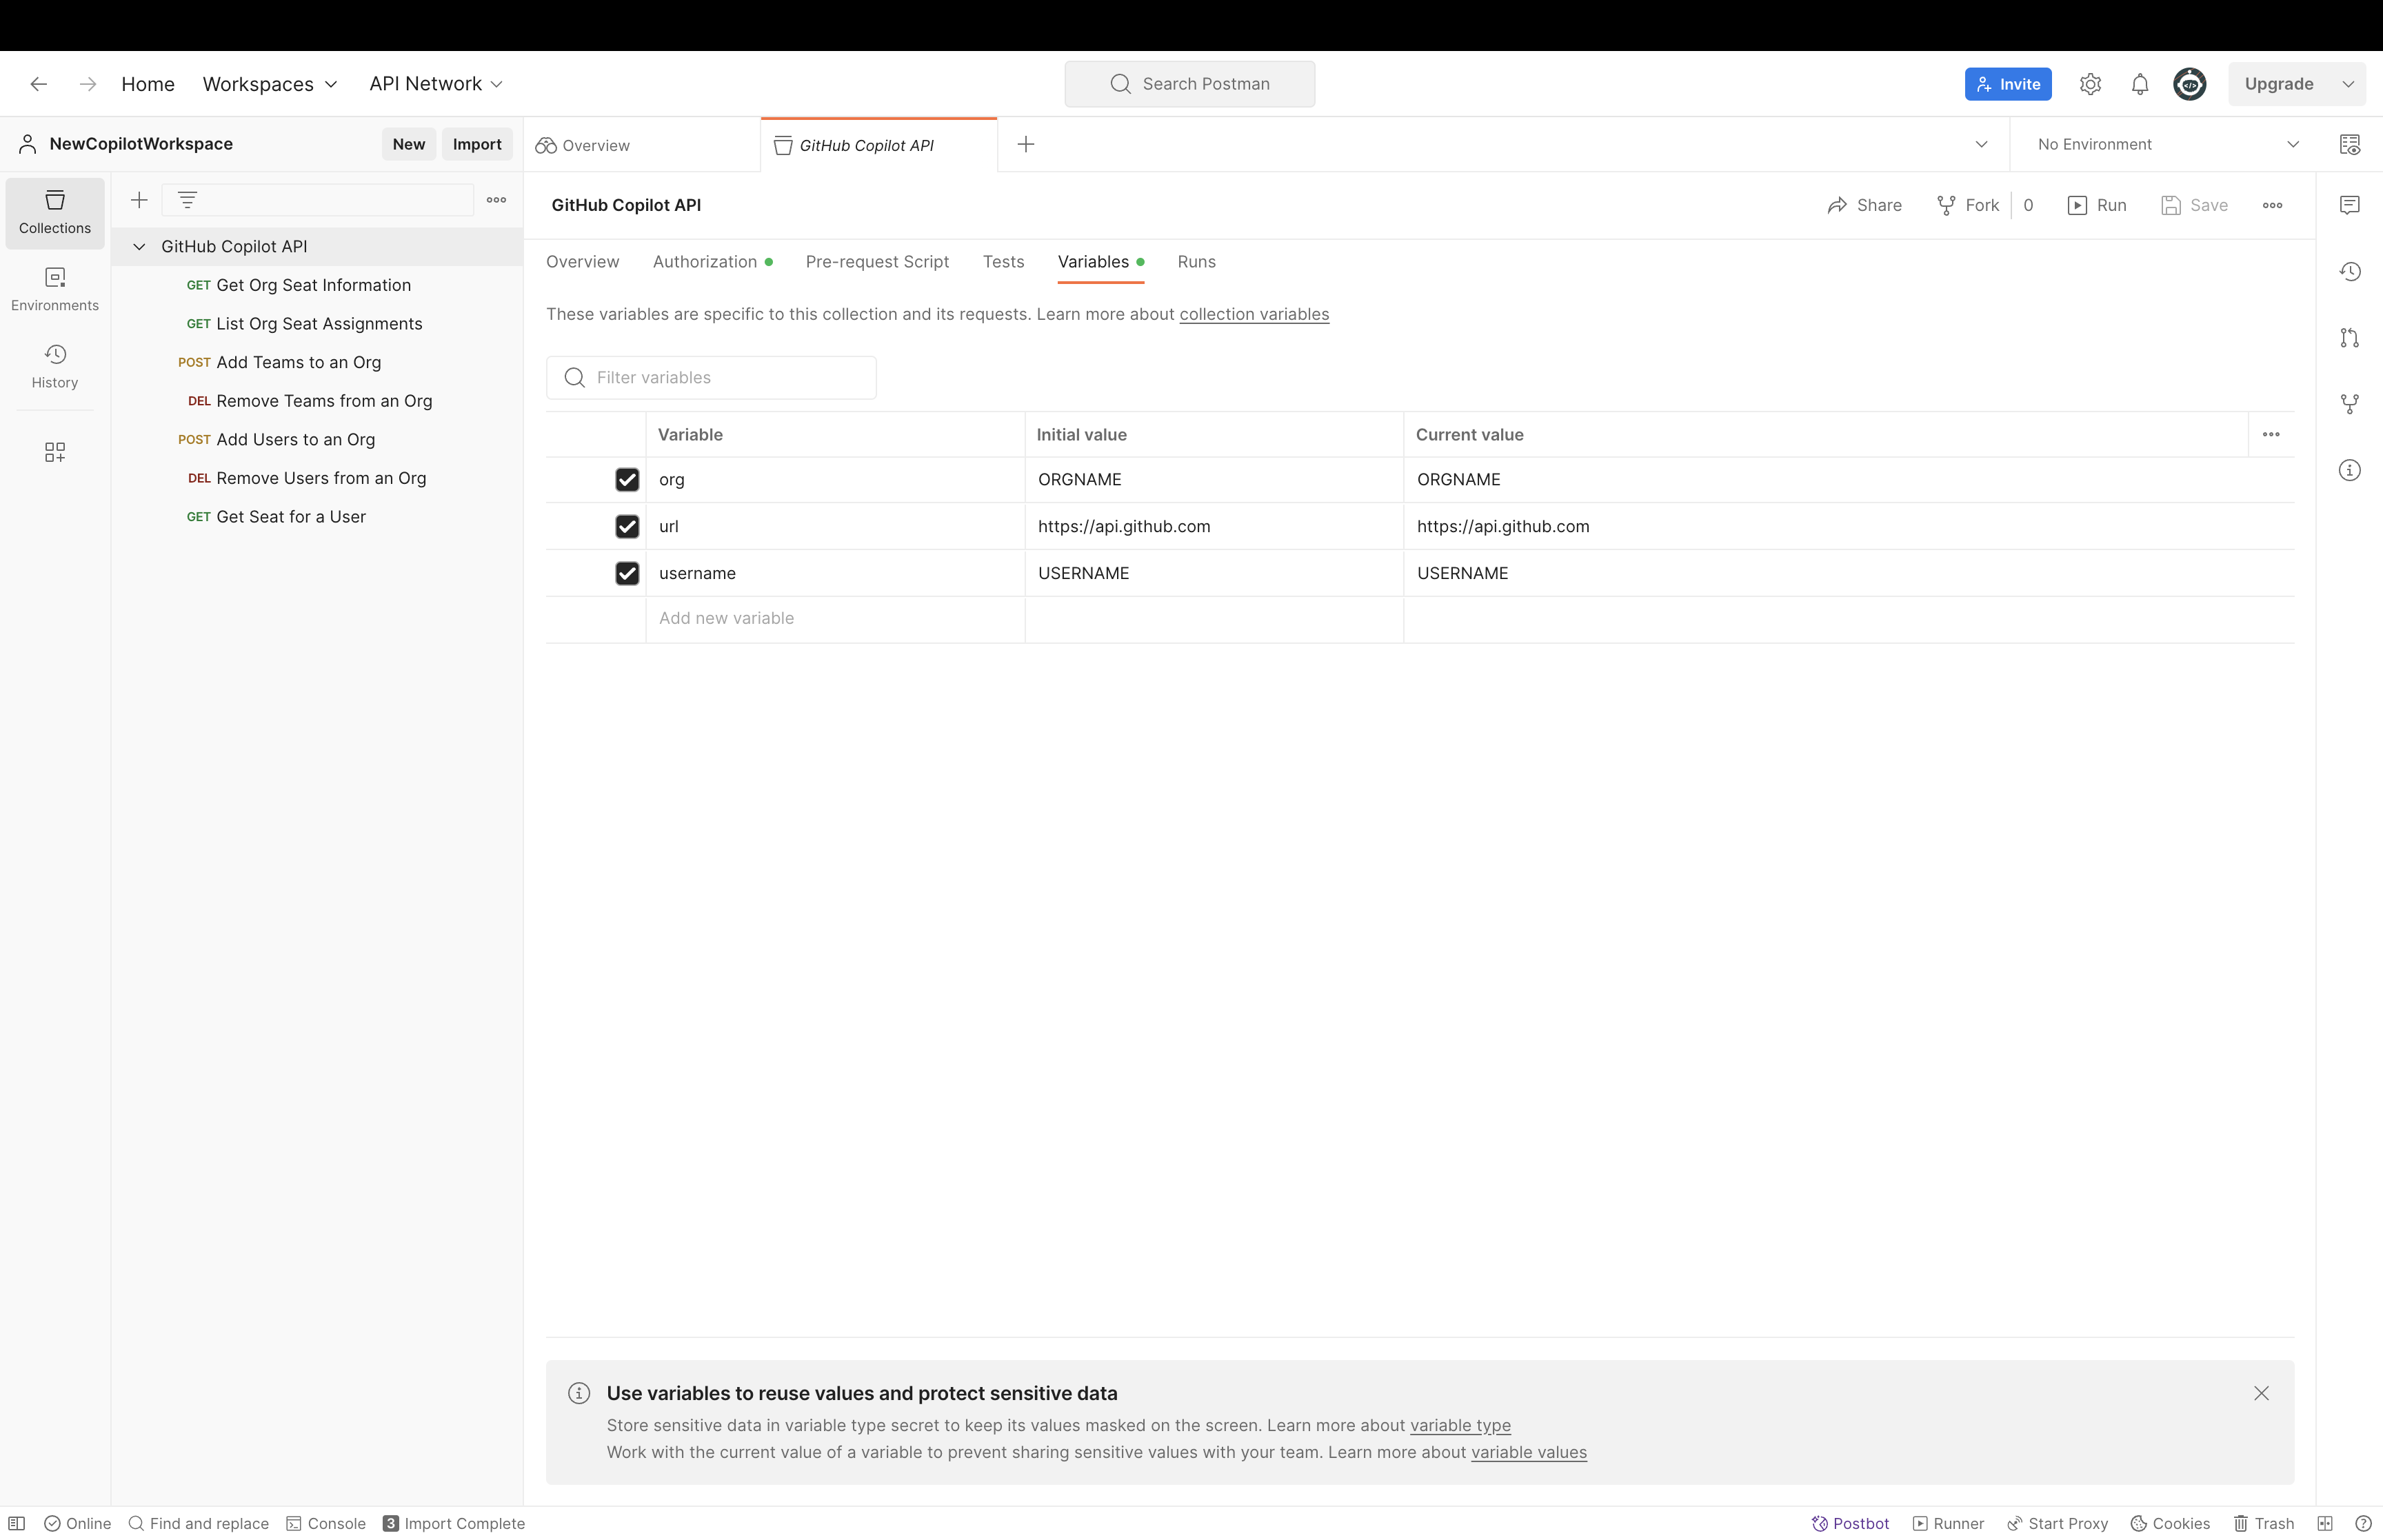 Home Workspaces API Network Search Postman Invite Upgrade
NewCopilotWorkspace New Import Overview GitHub Copilot API No Environment
Collections
Environments
History
GitHub Copilot API
GET Get Org Seat Information
GET List Org Seat Assignments
POST Add Teams to an Org
DEL Remove Teams from an Org
POST Add Users to an Org
DEL Remove Users from an Org
GET Get Seat for a User
GitHub Copilot API Share Fork 0 Run Save
Overview Authorization Pre-request Script Tests Variables Runs
These variables are specific to this collection and its requests. Learn more about collection variables
Filter variables
Variable Initial value Current value
org ORGNAME ORGNAME
url https://api.github.com https://api.github.com
username USERNAME USERNAME
Add new variable
Use variables to reuse values and protect sensitive data
Store sensitive data in variable type secret to keep its values masked on the screen. Learn more about variable type
Work with the current value of a variable to prevent sharing sensitive values with your team. Learn more about variable values
Online Find and replace Console 3 Import Complete Postbot Runner Start Proxy Cookies Trash